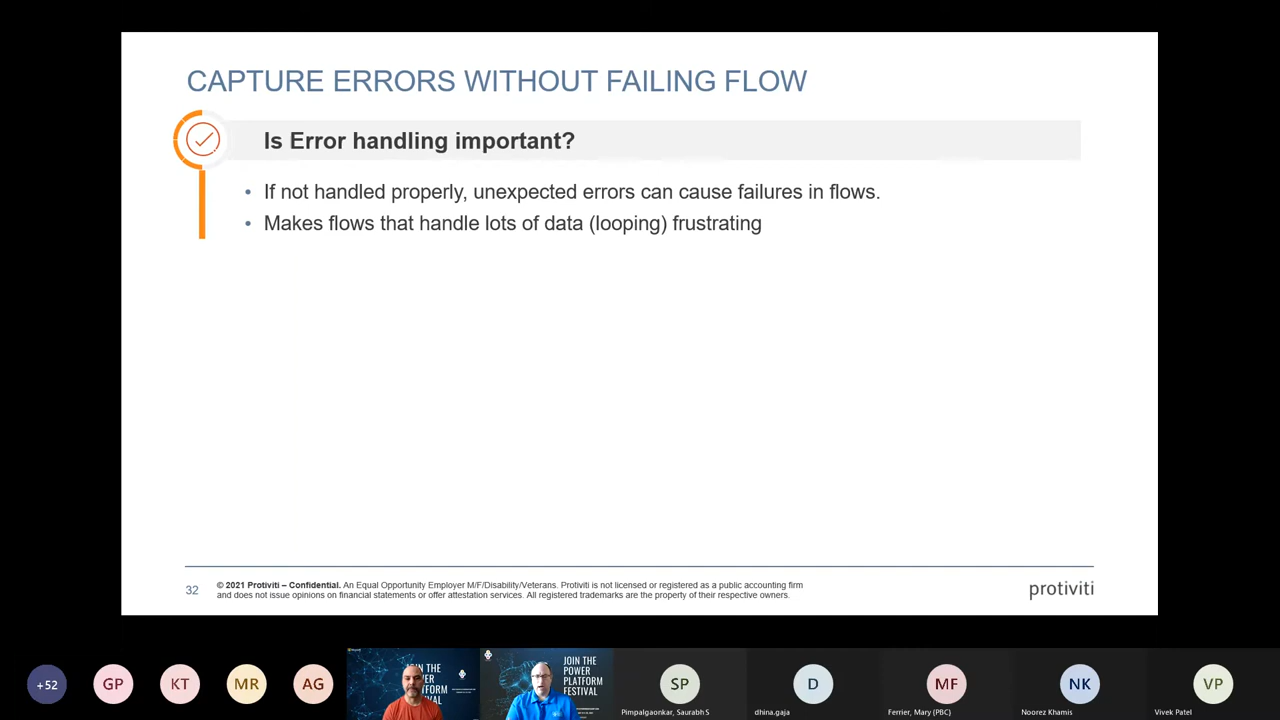 CAPTURE ERRORS WITHOUT FAILING FLOW
Is Error handling important?
• If not handled properly, unexpected errors can cause failures in flows.
• Makes flows that handle lots of data (looping) frustrating
32
© 2021 Protiviti – Confidential. An Equal Opportunity Employer M/F/Disability/Veterans. Protiviti is not licensed or registered as a public accounting firm
and does not issue opinions on financial statements or offer attestation services. All registered trademarks are the property of their respective owners.
protiviti
+52
GP
KT
MR
AG
JOIN THE
POWER
PLATFORM
FESTIVAL
SP
D
MF
NK
VP
Pimpalgaonkar, Saurabh S
dhina.gaja
Ferrier, Mary (PBC)
Noorez Khamis
Vivek Patel